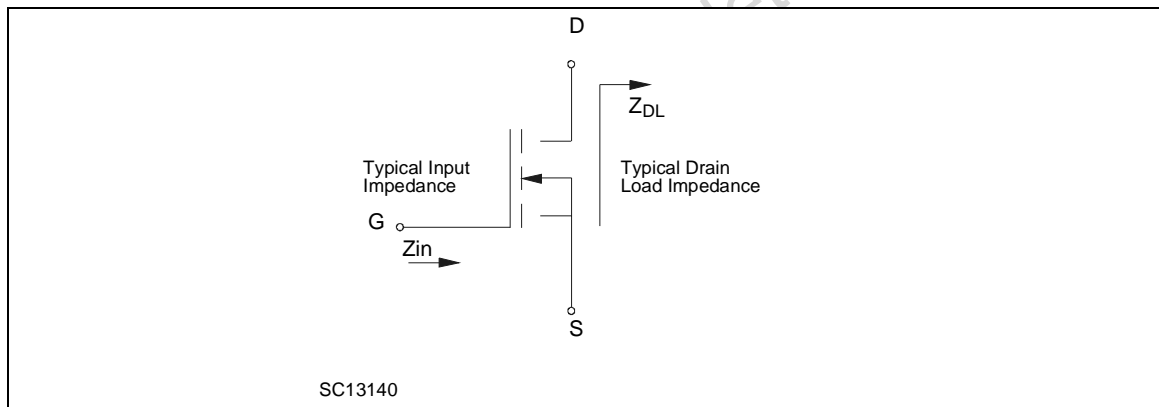 D
Z_DL
Typical Input
Impedance
Typical Drain
Load Impedance
G
Zin
S
SC13140